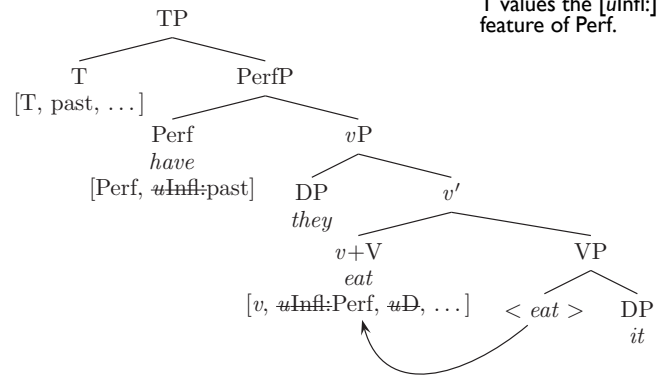 T values the [uInfl:]
feature of Perf.
TP
T PerfP
[T, past, ...]
Perf vP
have
[Perf, uInfl:past] DP v′
they
v+V VP
eat
[v, uInfl:Perf, uD, ...] < eat > DP
it